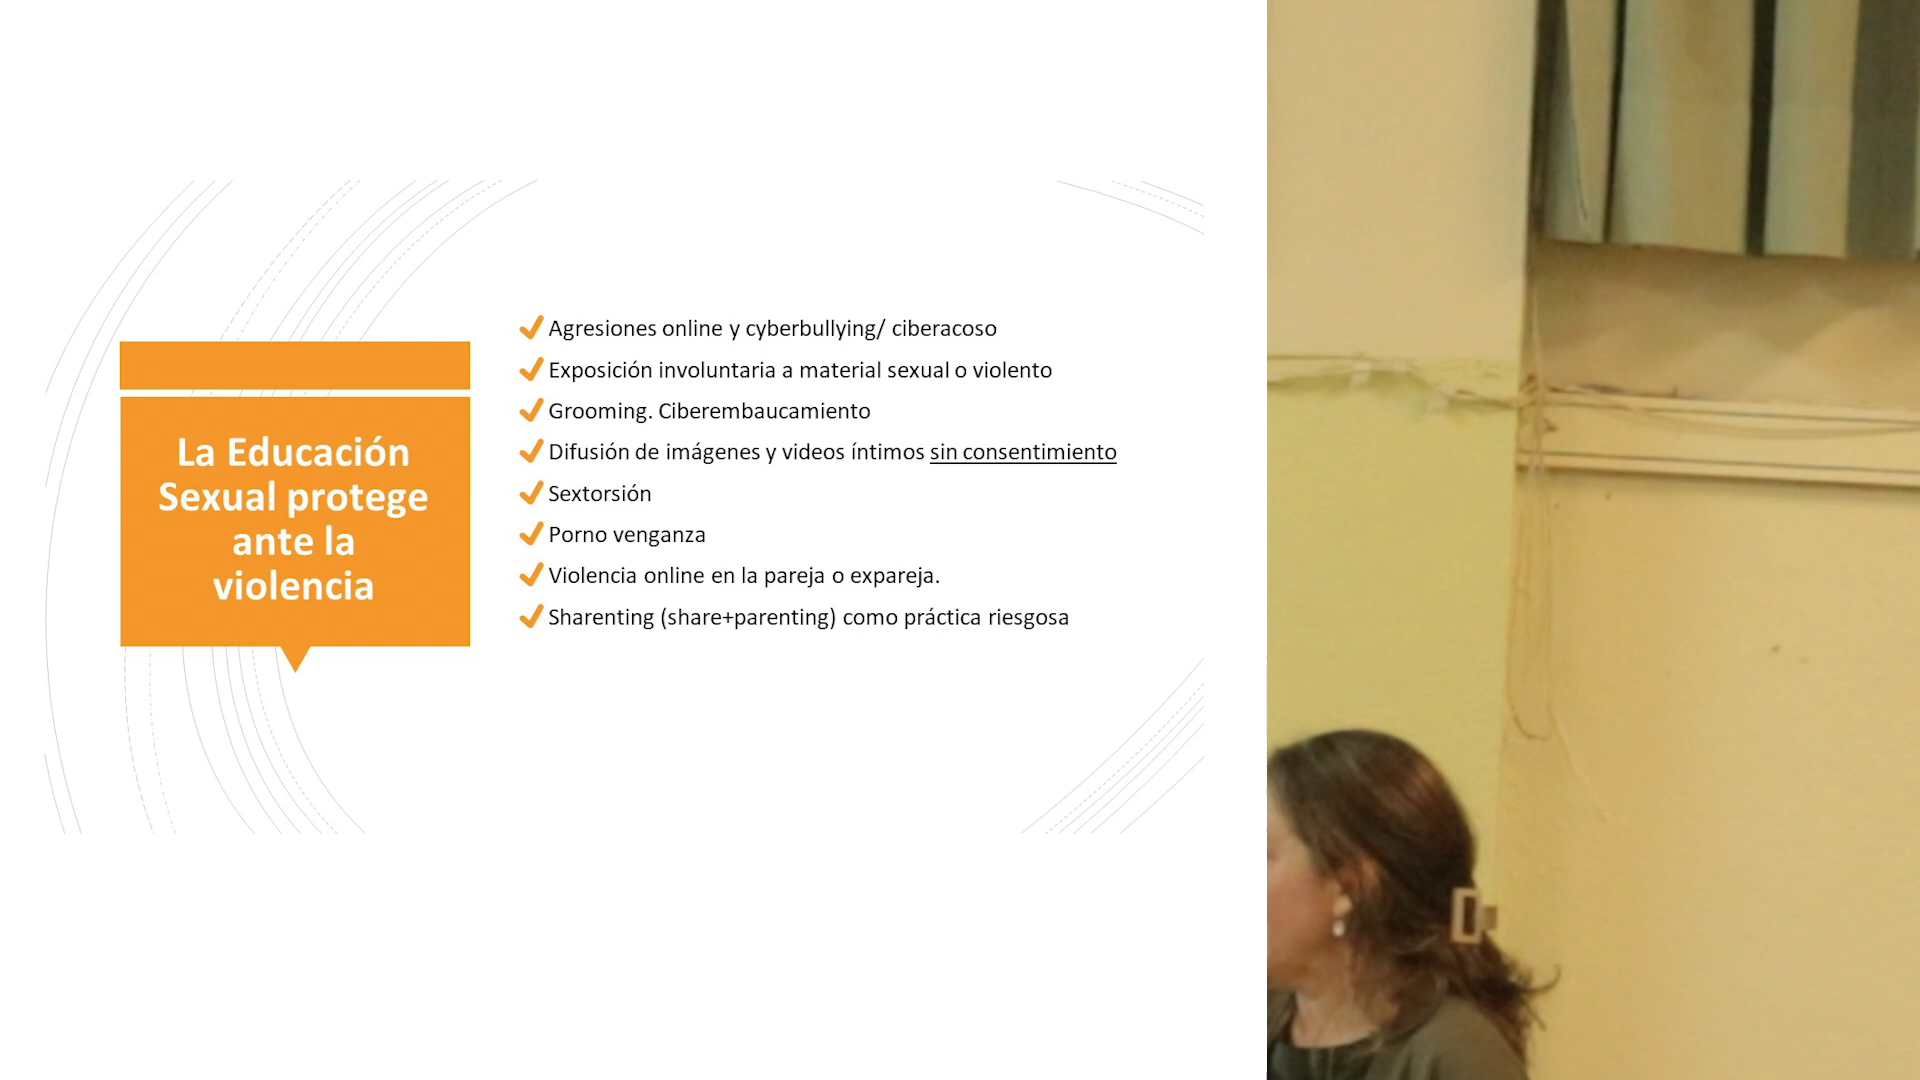 La Educación
Sexual protege
ante la
violencia
Agresiones online y cyberbullying/ ciberacoso
Exposición involuntaria a material sexual o violento
Grooming. Ciberembaucamiento
Difusión de imágenes y videos íntimos sin consentimiento
Sextorsión
Porno venganza
Violencia online en la pareja o expareja.
Sharenting (share+parenting) como práctica riesgosa